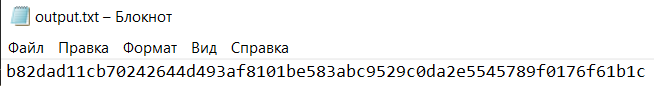 output.txt – Блокнот
Файл Правка Формат Вид Справка
b82dad11cb70242644d493af8101be583abc9529c0da2e5545789f0176f61b1c